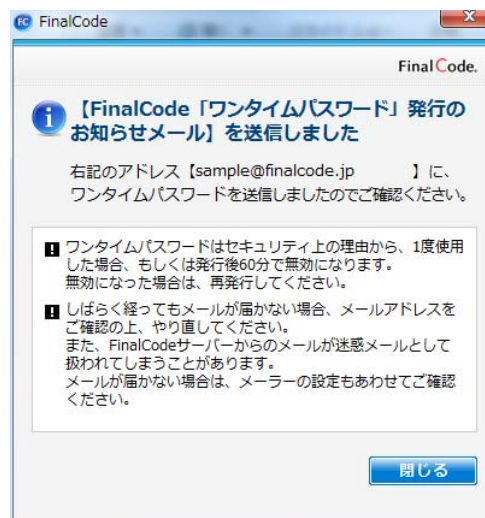 FC FinalCode
FinalCode.
【FinalCode「ワンタイムパスワード」発行の
お知らせメール】を送信しました
右記のアドレス【sample@finalcode.jp 】に、
ワンタイムパスワードを送信しましたのでご確認ください。
! ワンタイムパスワードはセキュリティ上の理由から、1度使用
した場合、もしくは発行後60分で無効になります。
無効になった場合は、再発行してください。
! しばらく経ってもメールが届かない場合、メールアドレスを
ご確認の上、やり直してください。
また、FinalCodeサーバーからのメールが迷惑メールとして
扱われてしまうことがあります。
メールが届かない場合は、メーラーの設定もあわせてご確認
ください。
閉じる